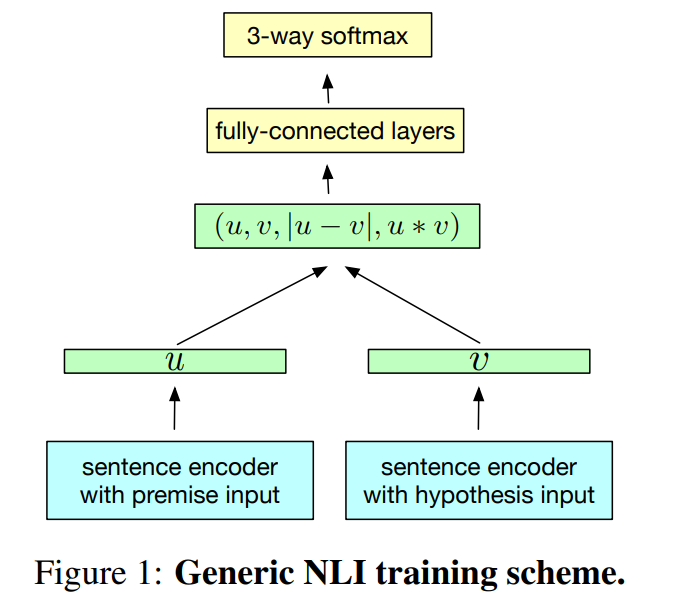 3-way softmax
fully-connected layers
(u, v, |u − v|, u ∗ v)
u
v
sentence encoder
with premise input
sentence encoder
with hypothesis input
Figure 1: Generic NLI training scheme.